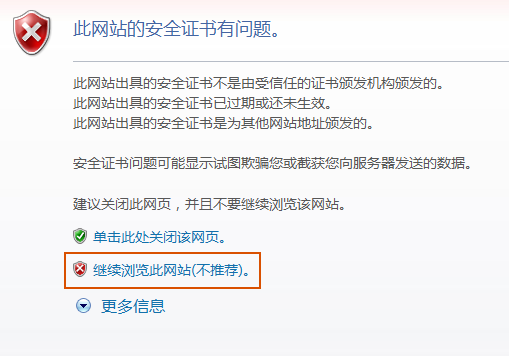 此网站的安全证书有问题。
此网站出具的安全证书不是由受信任的证书颁发机构颁发的。
此网站出具的安全证书已过期或还未生效。
此网站出具的安全证书是为其他网站地址颁发的。
安全证书问题可能显示试图欺骗您或截获您向服务器发送的数据。
建议关闭此网页，并且不要继续浏览该网站。
单击此处关闭该网页。
继续浏览此网站(不推荐)。
更多信息